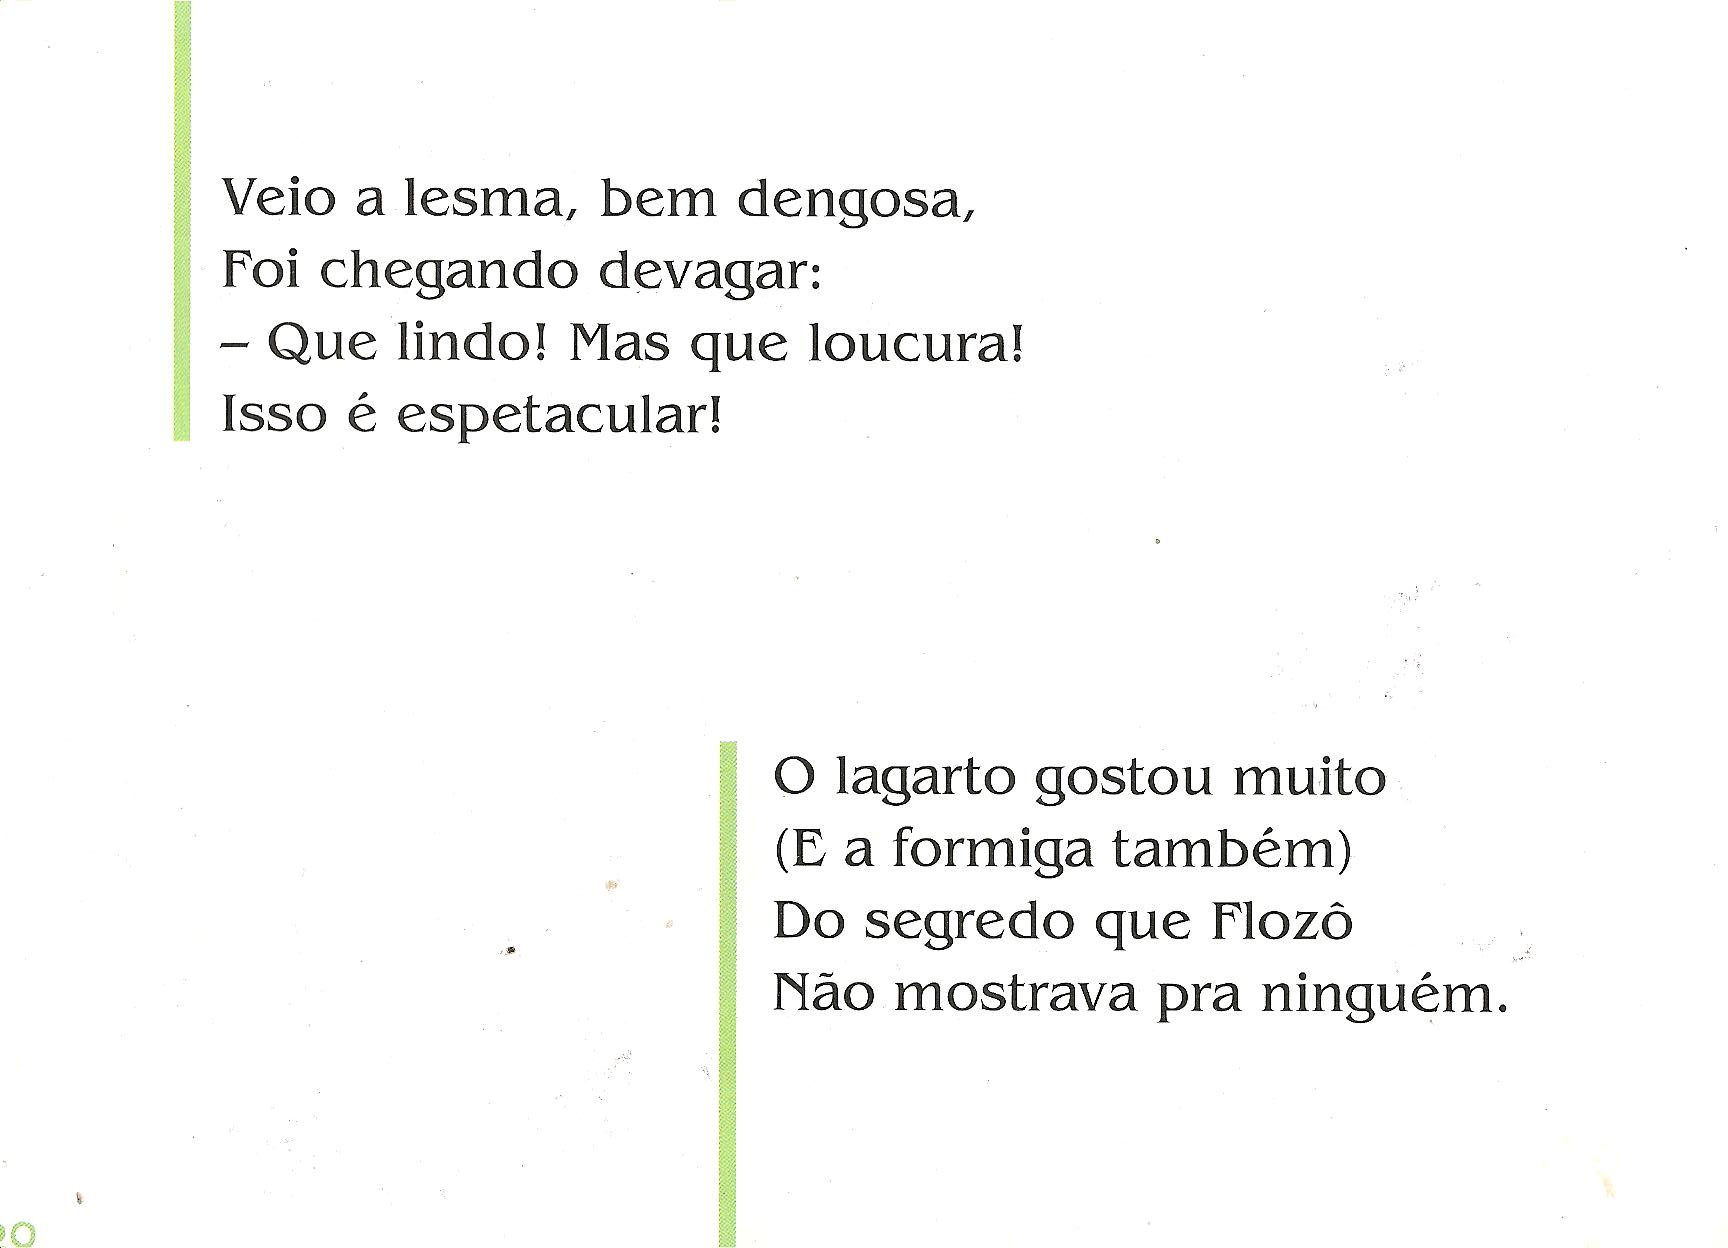 Veio a lesma, bem dengosa,
Foi chegando devagar:
– Que lindo! Mas que loucura!
Isso é espetacular!
O lagarto gostou muito
(E a formiga também)
Do segredo que Flozô
Não mostrava pra ninguém.